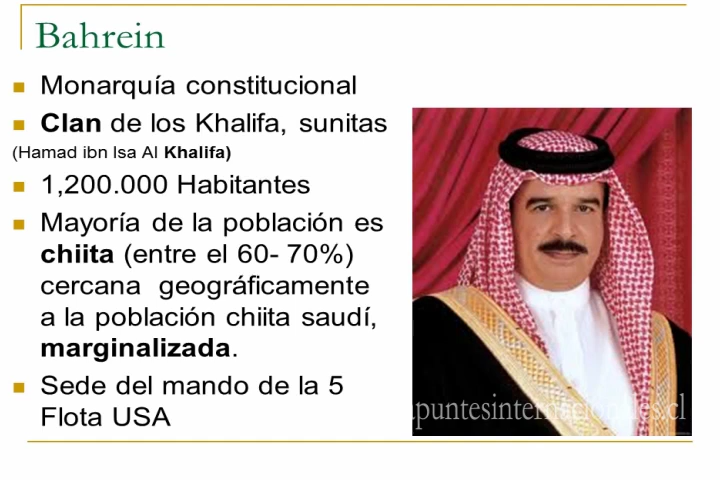 Bahrein
Monarquía constitucional
Clan de los Khalifa, sunitas
(Hamad ibn Isa Al Khalifa)
1,200.000 Habitantes
Mayoría de la población es
chiita (entre el 60- 70%)
cercana geográficamente
a la población chiita saudí,
marginalizada.
Sede del mando de la 5
Flota USA
apuntesinternacionales.cl